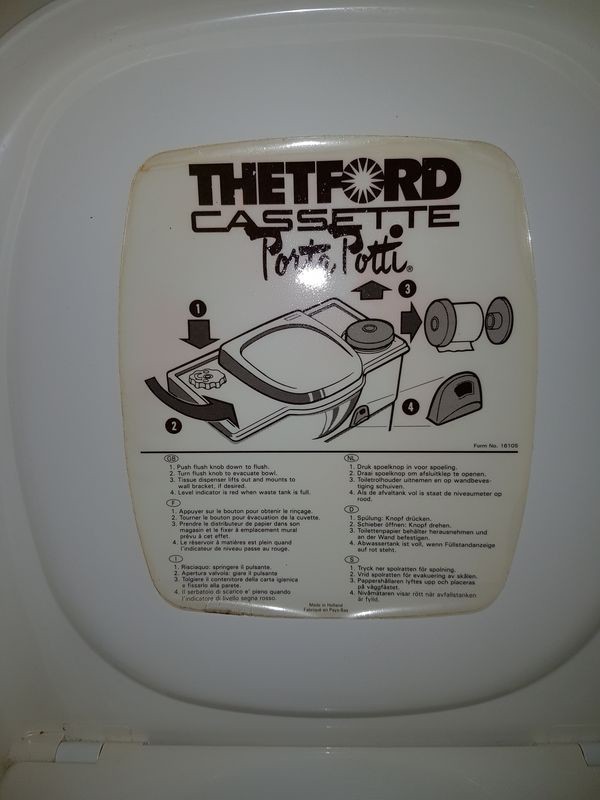 THETFORD
CASSETTE
Porta Potti®
1
2
3
4
Form No. 16105
GB
1. Push flush knob down to flush.
2. Turn flush knob to evacuate bowl.
3. Tissue dispenser lifts out and mounts to
wall bracket, if desired.
4. Level indicator is red when waste tank is full.
F
1. Appuyer sur le bouton pour obtenir le rinçage.
2. Tourner le bouton pour évacuation de la cuvette.
3. Prendre le distributeur de papier dans son
magasin et le fixer à emplacement mural
prévu à cet effet.
4. Le réservoir à matières est plein quand
l'indicateur de niveau passe au rouge.
I
1. Risciaquo: springere il pulsante.
2. Apertura valvola: giare il pulsante
3. Tolgiere il contenitore della carta igienica
e fissarlo alla parete.
4. Il serbatoio di scarico e' pieno quando
l'indicatore di livello segna rosso.
NL
1. Druk spoelknop in voor spoeling.
2. Draai spoelknop om afsluitklep te openen.
3. Toiletrolhouder uitnemen en op wandbeves-
tiging schuiven.
4. Als de afvaltank vol is staat de niveaumeter op
rood.
D
1. Spülung: Knopf drücken.
2. Schieber öffnen: Knopf drehen.
3. Toilettenpapier behälter herausnehmen und
an der Wand befestigen.
4. Abwassertank ist voll, wenn Füllstandanzeige
auf rot steht.
S
1. Tryck ner spolratten för spolning.
2. Vrid spolratten för evakuering av skålen.
3. Pappershållaren lyftes upp och placeras
på väggfästet.
4. Nivåmätaren visar rött när avfallstanken
är fylld.
Made in Holland
Fabriqué en Pays-Bas